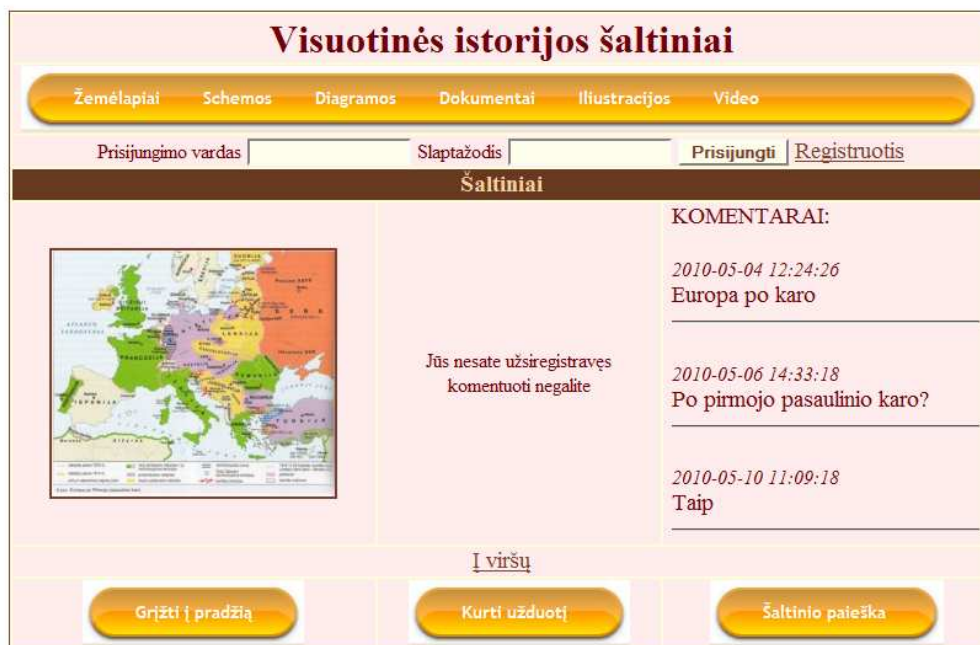 Visuotinės istorijos šaltiniai
Žemėlapiai Schemos Diagramos Dokumentai Iliustracijos Video
Prisijungimo vardas Slaptažodis Prisijungti Registruotis
Šaltiniai
FRANCŪZIJA
ISPANIJA
Jūs nesate užsiregistravęs
komentuoti negalite
KOMENTARAI:
2010-05-04 12:24:26
Europa po karo
2010-05-06 14:33:18
Po pirmojo pasaulinio karo?
2010-05-10 11:09:18
Taip
Į viršų
Grįžti į pradžią Kurti užduotį Šaltinio paieška